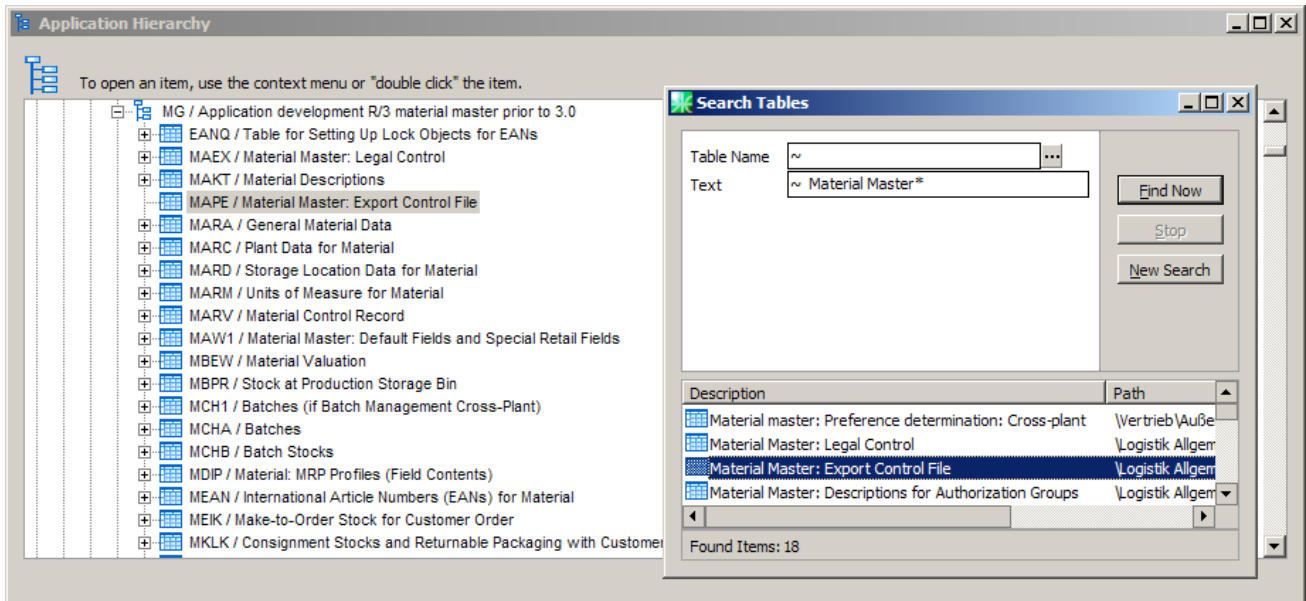 Application Hierarchy
To open an item, use the context menu or "double click" the item.
MG / Application development R/3 material master prior to 3.0
EANQ / Table for Setting Up Lock Objects for EANs
MAEX / Material Master: Legal Control
MAKT / Material Descriptions
MAPE / Material Master: Export Control File
MARA / General Material Data
MARC / Plant Data for Material
MARD / Storage Location Data for Material
MARM / Units of Measure for Material
MARV / Material Control Record
MAW1 / Material Master: Default Fields and Special Retail Fields
MBEW / Material Valuation
MBPR / Stock at Production Storage Bin
MCH1 / Batches (if Batch Management Cross-Plant)
MCHA / Batches
MCHB / Batch Stocks
MDIP / Material: MRP Profiles (Field Contents)
MEAN / International Article Numbers (EANs) for Material
MEIK / Make-to-Order Stock for Customer Order
MKLK / Consignment Stocks and Returnable Packaging with Customer
Search Tables
Table Name ~ ...
Text ~ Material Master*
Find Now
Stop
New Search
Description Path
Material master: Preference determination: Cross-plant \Vertrieb\Auße
Material Master: Legal Control \Logistik Allgem
Material Master: Export Control File \Logistik Allgem
Material Master: Descriptions for Authorization Groups \Logistik Allgem
Found Items: 18